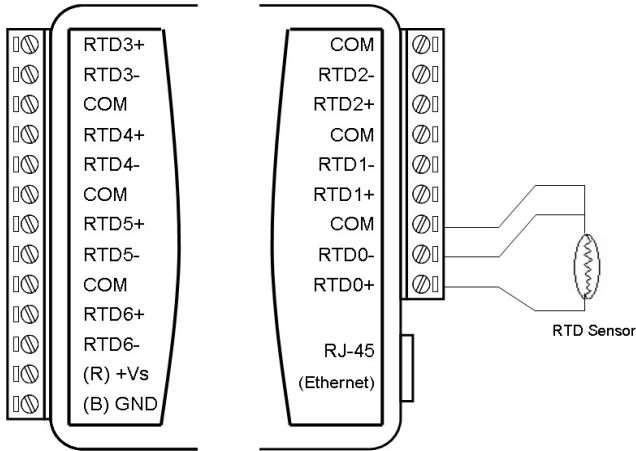 RTD3+
RTD3-
COM
RTD4+
RTD4-
COM
RTD5+
RTD5-
COM
RTD6+
RTD6-
(R) +Vs
(B) GND
COM
RTD2-
RTD2+
COM
RTD1-
RTD1+
COM
RTD0-
RTD0+
RJ-45
(Ethernet)
RTD Sensor